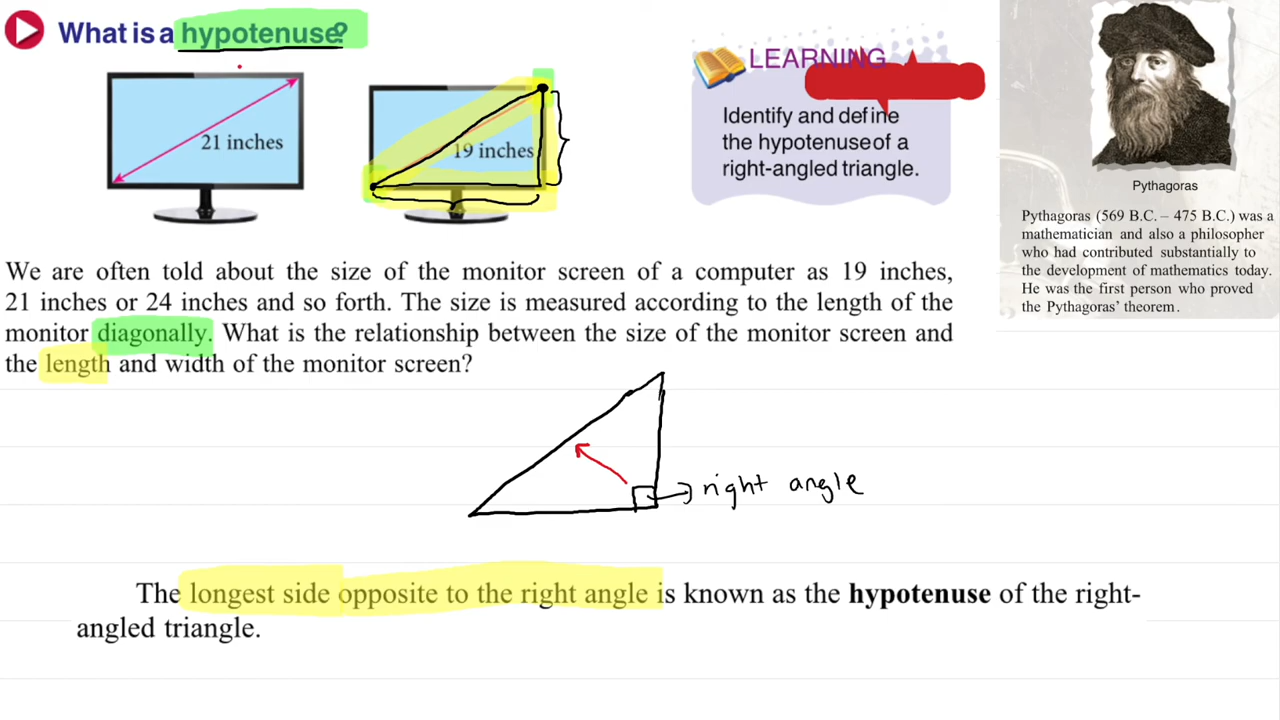 What is a hypotenuse?
21 inches
19 inches
LEARNING
Identify and define
the hypotenuse of a
right-angled triangle.
Pythagoras
Pythagoras (569 B.C. – 475 B.C.) was a
mathematician and also a philosopher
who had contributed substantially to
the development of mathematics today.
He was the first person who proved
the Pythagoras’ theorem.
We are often told about the size of the monitor screen of a computer as 19 inches,
21 inches or 24 inches and so forth. The size is measured according to the length of the
monitor diagonally. What is the relationship between the size of the monitor screen and
the length and width of the monitor screen?
right angle
The longest side opposite to the right angle is known as the hypotenuse of the right-
angled triangle.